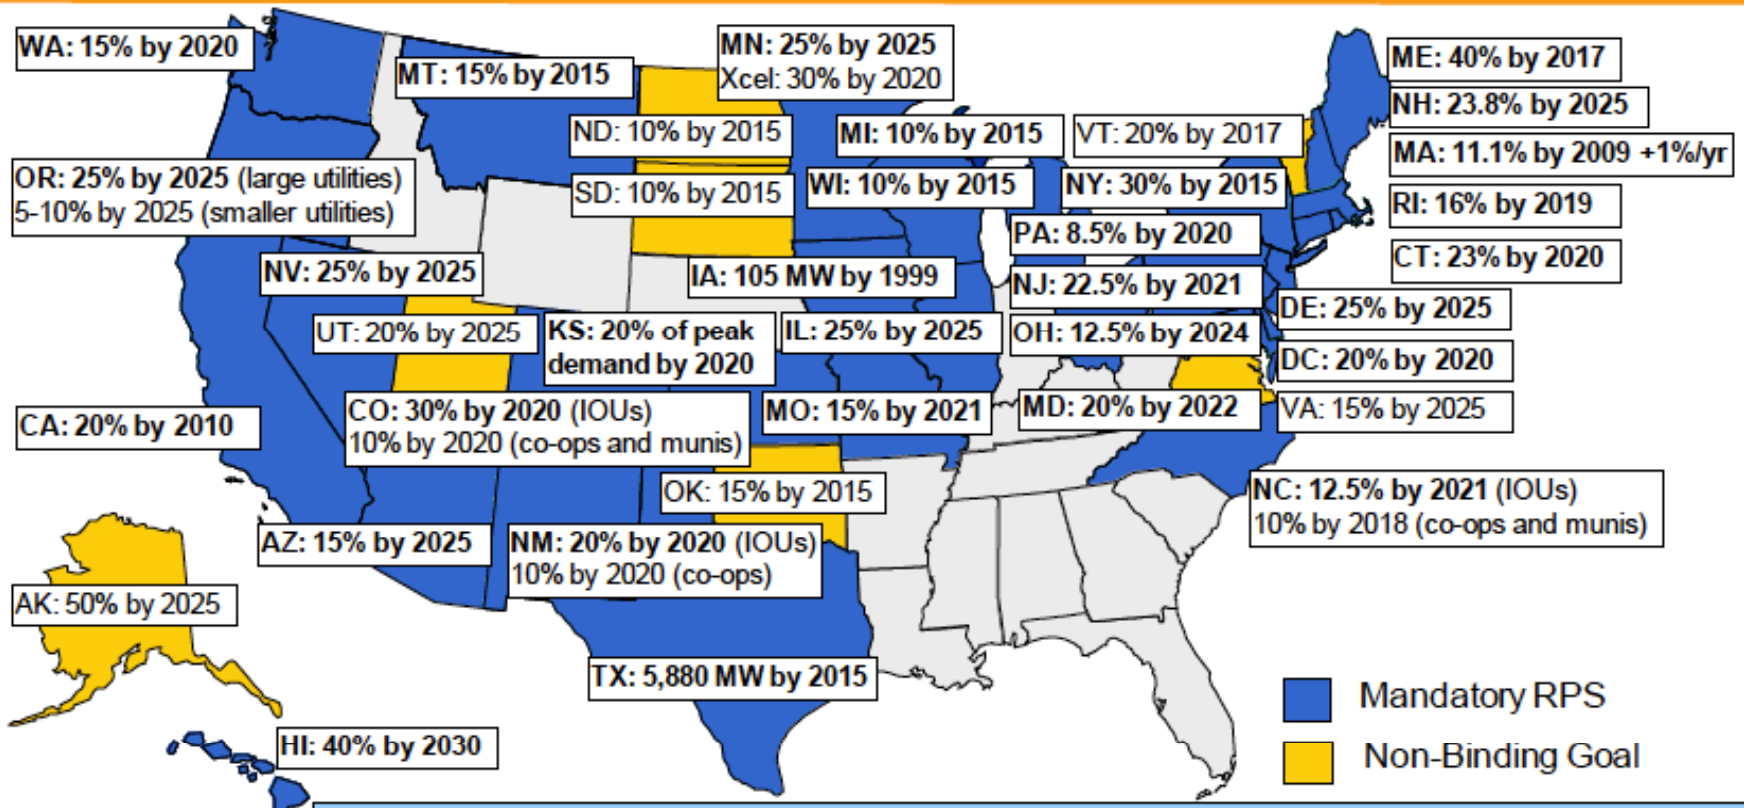 WA: 15% by 2020
MT: 15% by 2015
MN: 25% by 2025
Xcel: 30% by 2020
ME: 40% by 2017
NH: 23.8% by 2025
ND: 10% by 2015
MI: 10% by 2015
VT: 20% by 2017
MA: 11.1% by 2009 +1%/yr
OR: 25% by 2025 (large utilities)
5-10% by 2025 (smaller utilities)
SD: 10% by 2015
WI: 10% by 2015
NY: 30% by 2015
RI: 16% by 2019
PA: 8.5% by 2020
CT: 23% by 2020
NV: 25% by 2025
IA: 105 MW by 1999
NJ: 22.5% by 2021
DE: 25% by 2025
UT: 20% by 2025
KS: 20% of peak
demand by 2020
IL: 25% by 2025
OH: 12.5% by 2024
DC: 20% by 2020
CA: 20% by 2010
CO: 30% by 2020 (IOUs)
10% by 2020 (co-ops and munis)
MO: 15% by 2021
MD: 20% by 2022
VA: 15% by 2025
OK: 15% by 2015
NC: 12.5% by 2021 (IOUs)
10% by 2018 (co-ops and munis)
AZ: 15% by 2025
NM: 20% by 2020 (IOUs)
10% by 2020 (co-ops)
AK: 50% by 2025
TX: 5,880 MW by 2015
HI: 40% by 2030
Mandatory RPS
Non-Binding Goal